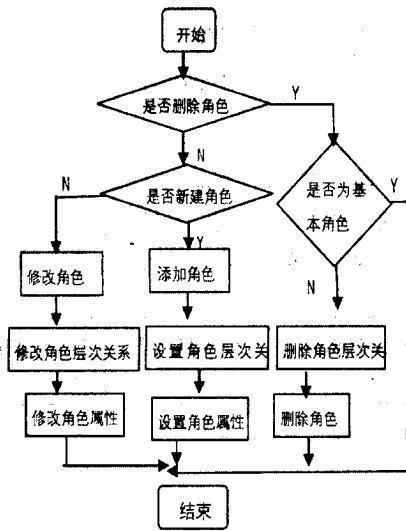 开始
是否删除角色
Y
N
N
是否新建角色
是否为基
本角色
Y
Y
N
修改角色
添加角色
修改角色层次关系
设置角色层次关
删除角色层次关
修改角色属性
设置角色属性
删除角色
结束